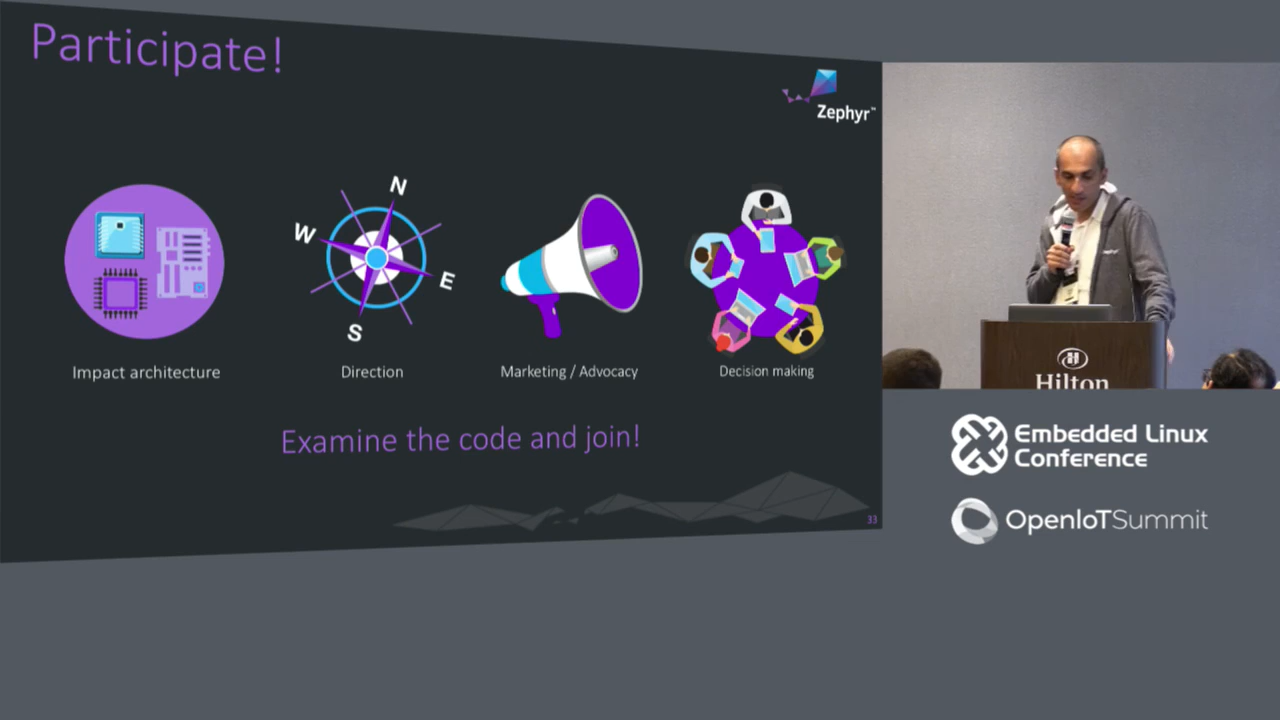 Participate!
Zephyr™
N
W
E
S
Impact architecture
Direction
Marketing / Advocacy
Decision making
Examine the code and join!
33
Hilton
Embedded Linux
Conference
OpenIoTSummit